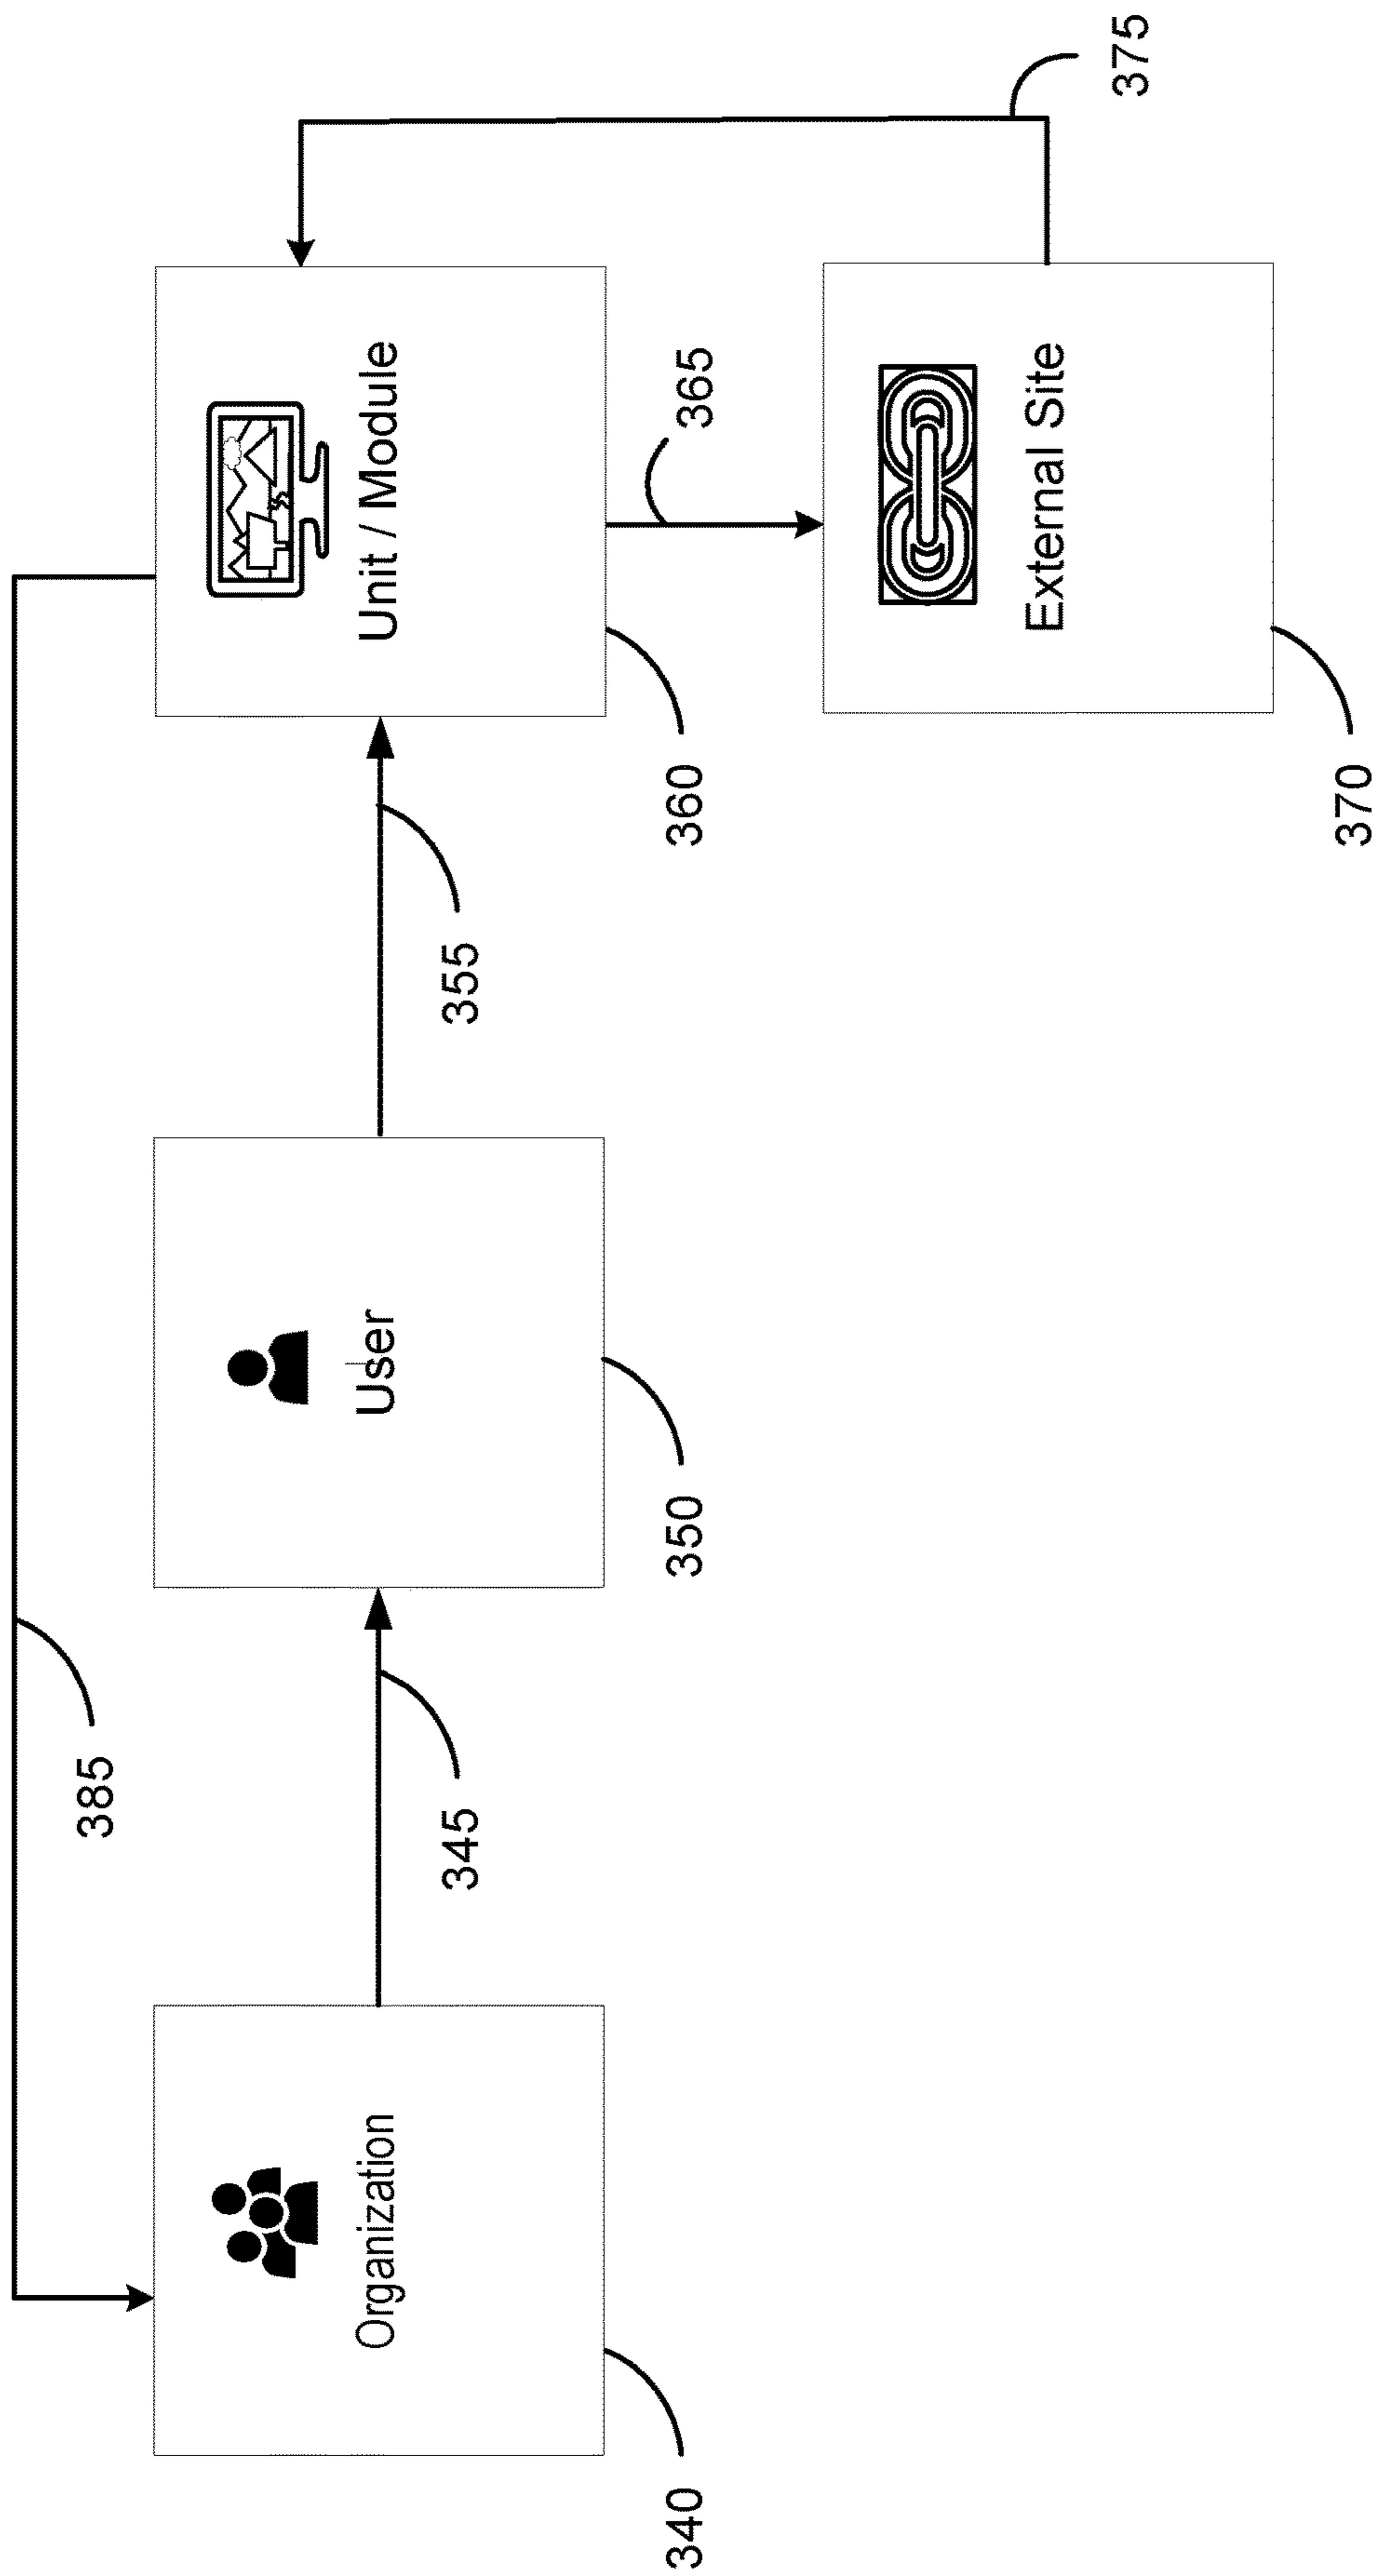 385
Organization
User
Unit / Module
340
345
350
355
360
365
External Site
370
375